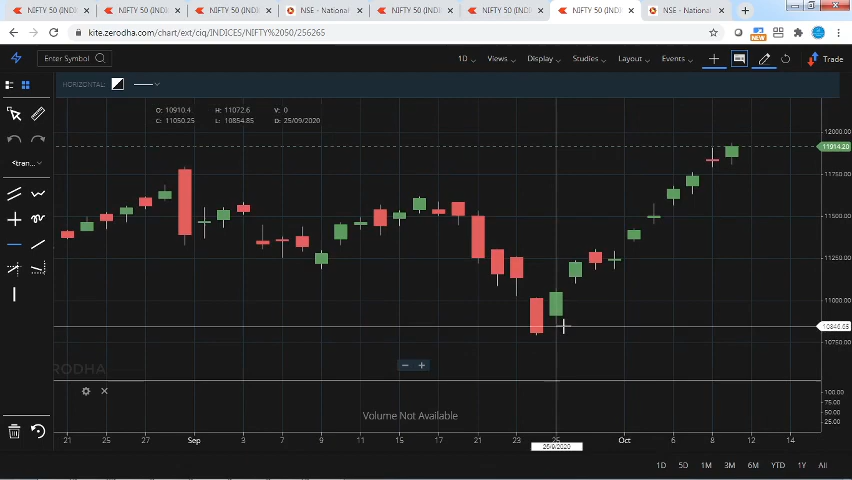 NIFTY 50 (INDI
NIFTY 50 (INDI
NIFTY 50 (INDI
NSE - National
NIFTY 50 (INDI
NIFTY 50 (INDI
NIFTY 50 (INDI
NSE - National
kite.zerodha.com/chart/ext/ciq/INDICES/NIFTY%2050/256265
NEW
Enter Symbol
1D
Views
Display
Studies
Layout
Events
Trade
HORIZONTAL:
O: 10910.4 H: 11072.6 V: 0
C: 11050.25 L: 10854.85 D: 25/09/2020
<tran...
12000.00
11914.20
11750.00
11500.00
11250.00
11000.00
10750.00
ERODHA
100.00
75.00
50.00
25.00
Volume Not Available
21 25 27 Sep 3 7 9 11 15 17 21 23 25 Oct 6 8 12 14
25/9/2020
1D 5D 1M 3M 6M YTD 1Y All